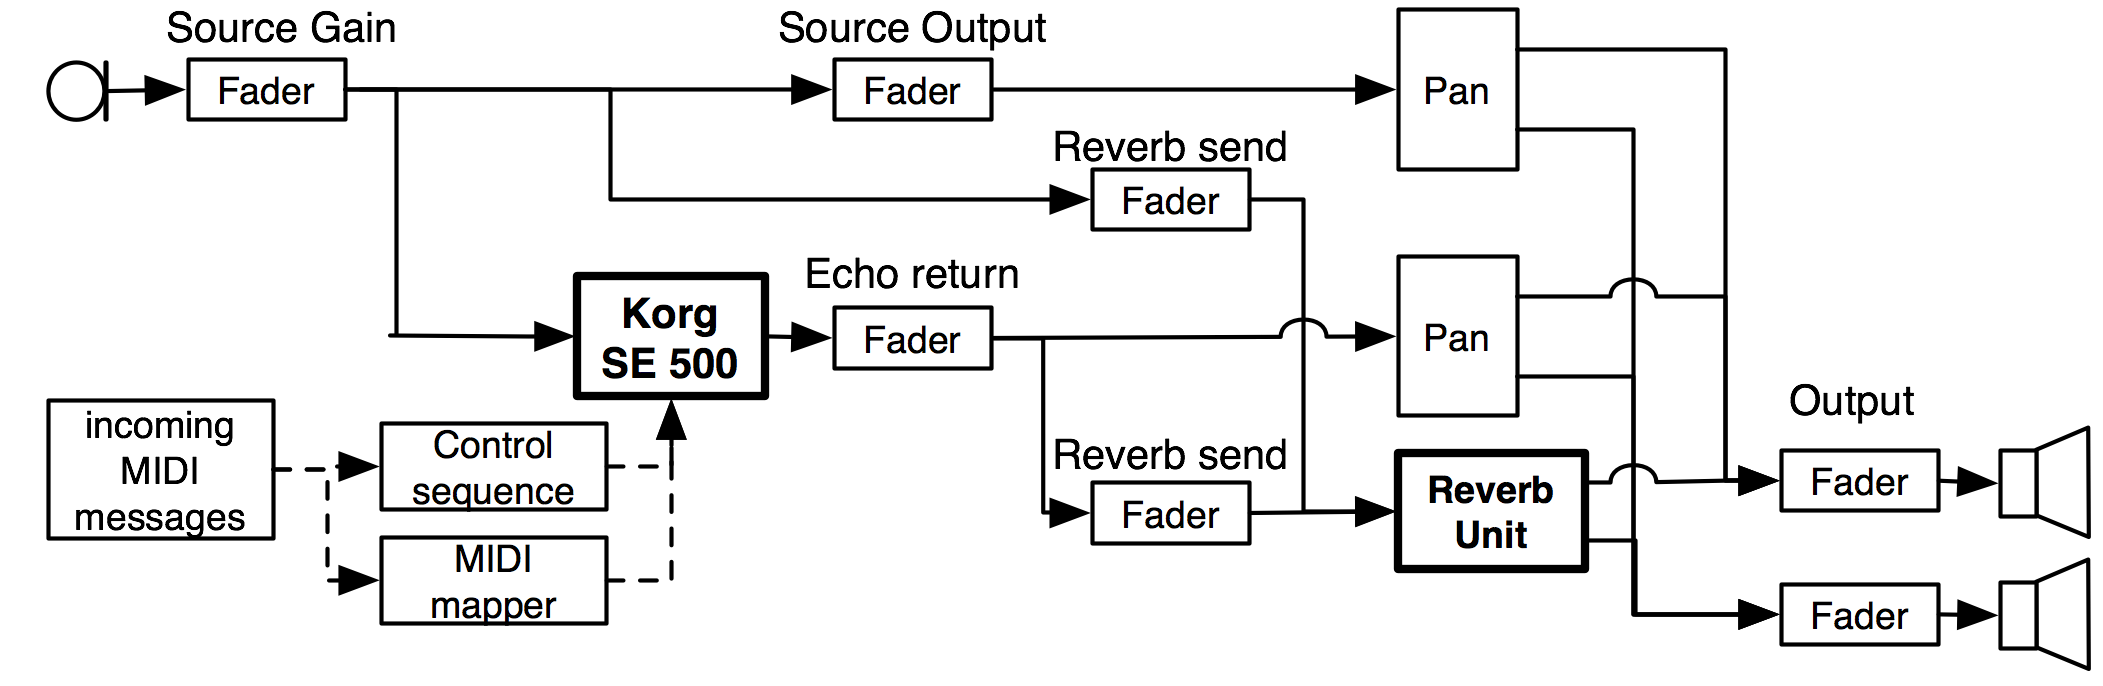 Source Gain
Fader
Source Output
Fader
Pan
Reverb send
Fader
Korg
SE 500
Echo return
Fader
Pan
incoming
MIDI
messages
Control
sequence
MIDI
mapper
Reverb send
Fader
Reverb
Unit
Output
Fader
Fader